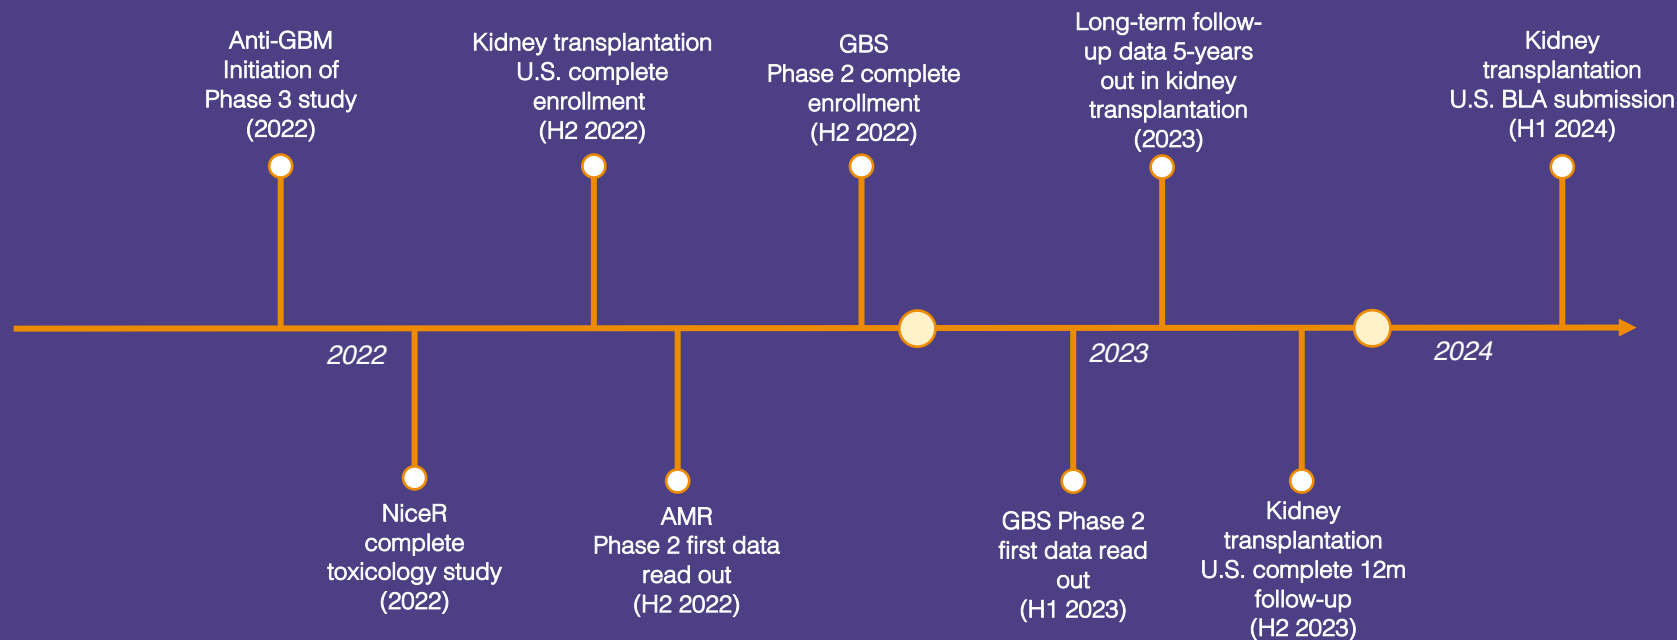 Anti-GBM
Initiation of
Phase 3 study
(2022)
Kidney transplantation
U.S. complete
enrollment
(H2 2022)
GBS
Phase 2 complete
enrollment
(H2 2022)
Long-term follow-
up data 5-years
out in kidney
transplantation
(2023)
Kidney
transplantation
U.S. BLA submission
(H1 2024)
2022
2023
2024
NiceR
complete
toxicology study
(2022)
AMR
Phase 2 first data
read out
(H2 2022)
GBS Phase 2
first data read
out
(H1 2023)
Kidney
transplantation
U.S. complete 12m
follow-up
(H2 2023)